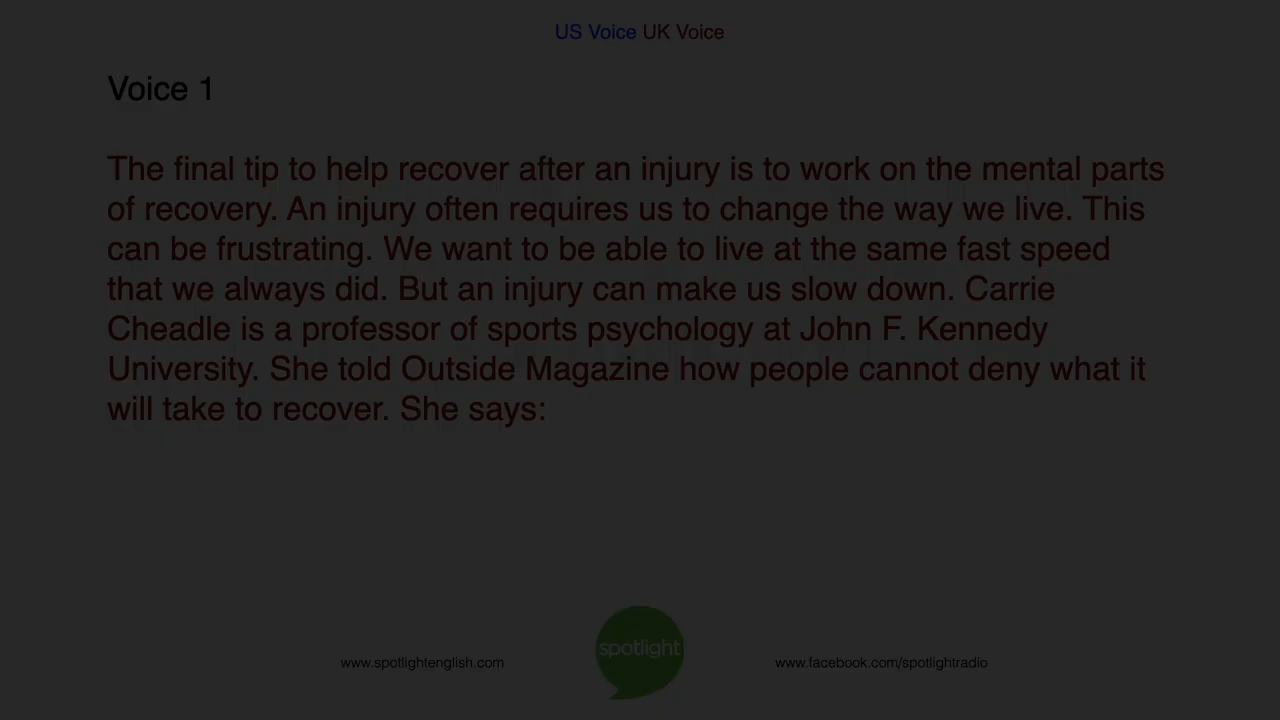 US Voice UK Voice
Voice 1
The final tip to help recover after an injury is to work on the mental parts
of recovery. An injury often requires us to change the way we live. This
can be frustrating. We want to be able to live at the same fast speed
that we always did. But an injury can make us slow down. Carrie
Cheadle is a professor of sports psychology at John F. Kennedy
University. She told Outside Magazine how people cannot deny what it
will take to recover. She says:
spotlight
www.spotlightenglish.com
www.facebook.com/spotlightradio